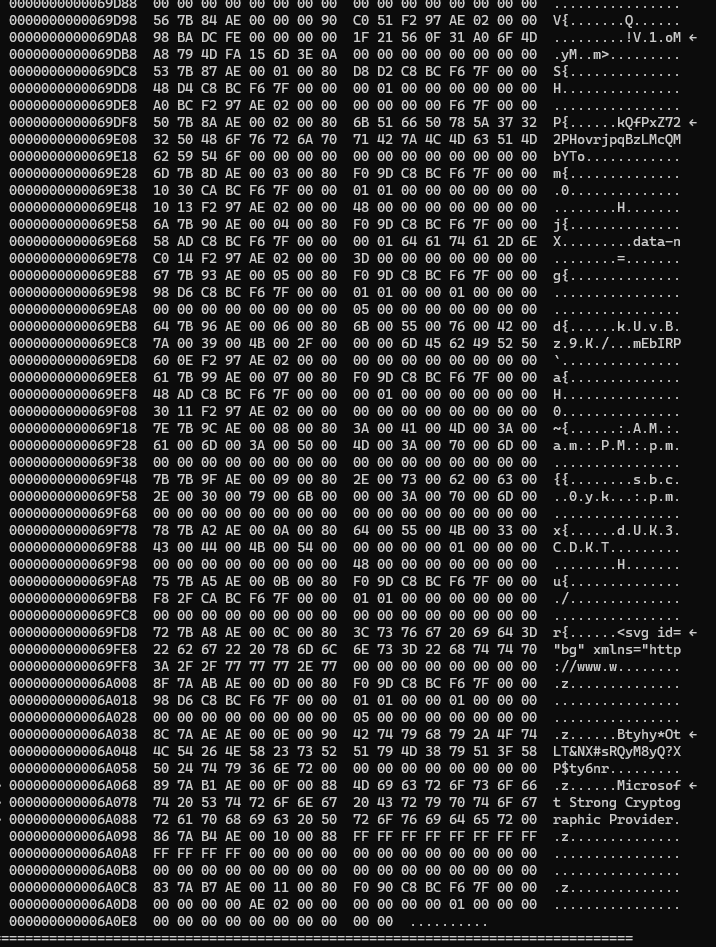 0000000000069D88  00 00 00 00 00 00 00 00  00 00 00 00 00 00 00 00  ................
0000000000069D98  56 7B 84 AE 00 00 00 90  C0 51 F2 97 AE 02 00 00  V{.......Q......
0000000000069DA8  98 BA DC FE 00 00 00 00  1F 21 56 0F 31 A0 6F 4D  .........!V.1.oM ←
0000000000069DB8  A8 79 4D FA 15 6D 3E 0A  00 00 00 00 00 00 00 00  .yM..m>.........
0000000000069DC8  53 7B 87 AE 00 01 00 80  D8 D2 C8 BC F6 7F 00 00  S{..............
0000000000069DD8  48 D4 C8 BC F6 7F 00 00  00 01 00 00 00 00 00 00  H...............
0000000000069DE8  A0 BC F2 97 AE 02 00 00  00 00 00 00 F6 7F 00 00  ................
0000000000069DF8  50 7B 8A AE 00 02 00 80  6B 51 66 50 78 5A 37 32  P{......kQfPxZ72 ←
0000000000069E08  32 50 48 6F 76 72 6A 70  71 42 7A 4C 4D 63 51 4D  2PHovrjpqBzLMcQM
0000000000069E18  62 59 54 6F 00 00 00 00  00 00 00 00 00 00 00 00  bYTo............
0000000000069E28  6D 7B 8D AE 00 03 00 80  F0 9D C8 BC F6 7F 00 00  m{..............
0000000000069E38  10 30 CA BC F6 7F 00 00  01 01 00 00 00 00 00 00  .0..............
0000000000069E48  10 13 F2 97 AE 02 00 00  48 00 00 00 00 00 00 00  ........H.......
0000000000069E58  6A 7B 90 AE 00 04 00 80  F0 9D C8 BC F6 7F 00 00  j{..............
0000000000069E68  58 AD C8 BC F6 7F 00 00  00 01 64 61 74 61 2D 6E  X.........data-n
0000000000069E78  C0 14 F2 97 AE 02 00 00  3D 00 00 00 00 00 00 00  ........=.......
0000000000069E88  67 7B 93 AE 00 05 00 80  F0 9D C8 BC F6 7F 00 00  g{..............
0000000000069E98  98 D6 C8 BC F6 7F 00 00  01 01 00 00 01 00 00 00  ................
0000000000069EA8  00 00 00 00 00 00 00 00  05 00 00 00 00 00 00 00  ................
0000000000069EB8  64 7B 96 AE 00 06 00 80  6B 00 55 00 76 00 42 00  d{......k.U.v.B.
0000000000069EC8  7A 00 39 00 4B 00 2F 00  00 00 6D 45 62 49 52 50  z.9.K./...mEbIRP
0000000000069ED8  60 0E F2 97 AE 02 00 00  00 00 00 00 00 00 00 00  `...............
0000000000069EE8  61 7B 99 AE 00 07 00 80  F0 9D C8 BC F6 7F 00 00  a{..............
0000000000069EF8  48 AD C8 BC F6 7F 00 00  00 01 00 00 00 00 00 00  H...............
0000000000069F08  30 11 F2 97 AE 02 00 00  00 00 00 00 00 00 00 00  0...............
0000000000069F18  7E 7B 9C AE 00 08 00 80  3A 00 41 00 4D 00 3A 00  ~{......:.A.M.:.
0000000000069F28  61 00 6D 00 3A 00 50 00  4D 00 3A 00 70 00 6D 00  a.m.:.P.M.:.p.m.
0000000000069F38  00 00 00 00 00 00 00 00  00 00 00 00 00 00 00 00  ................
0000000000069F48  7B 7B 9F AE 00 09 00 80  2E 00 73 00 62 00 63 00  {{........s.b.c.
0000000000069F58  2E 00 30 00 79 00 6B 00  00 00 3A 00 70 00 6D 00  ..0.y.k...:.p.m.
0000000000069F68  00 00 00 00 00 00 00 00  00 00 00 00 00 00 00 00  ................
0000000000069F78  78 7B A2 AE 00 0A 00 80  64 00 55 00 4B 00 33 00  x{......d.U.K.3.
0000000000069F88  43 00 44 00 4B 00 54 00  00 00 00 00 01 00 00 00  C.D.K.T.........
0000000000069F98  00 00 00 00 00 00 00 00  48 00 00 00 00 00 00 00  ........H.......
0000000000069FA8  75 7B A5 AE 00 0B 00 80  F0 9D C8 BC F6 7F 00 00  u{..............
0000000000069FB8  F8 2F CA BC F6 7F 00 00  01 01 00 00 00 00 00 00  ./..............
0000000000069FC8  00 00 00 00 00 00 00 00  00 00 00 00 00 00 00 00  ................
0000000000069FD8  72 7B A8 AE 00 0C 00 80  3C 73 76 67 20 69 64 3D  r{......<svg id= ←
0000000000069FE8  22 62 67 22 20 78 6D 6C  6E 73 3D 22 68 74 74 70  "bg" xmlns="http
0000000000069FF8  3A 2F 2F 77 77 77 2E 77  00 00 00 00 00 00 00 00  ://www.w........
000000000006A008  8F 7A AB AE 00 0D 00 80  F0 9D C8 BC F6 7F 00 00  .z..............
000000000006A018  98 D6 C8 BC F6 7F 00 00  01 01 00 00 01 00 00 00  ................
000000000006A028  00 00 00 00 00 00 00 00  05 00 00 00 00 00 00 00  ................
000000000006A038  8C 7A AE AE 00 0E 00 90  42 74 79 68 79 2A 4F 74  .z......Btyhy*Ot ←
000000000006A048  4C 54 26 4E 58 23 73 52  51 79 4D 38 79 51 3F 58  LT&NX#sRQyM8yQ?X
000000000006A058  50 24 74 79 36 6E 72 00  00 00 00 00 00 00 00 00  P$ty6nr.........
000000000006A068  89 7A B1 AE 00 0F 00 88  4D 69 63 72 6F 73 6F 66  .z......Microsof ←
000000000006A078  74 20 53 74 72 6F 6E 67  20 43 72 79 70 74 6F 67  t Strong Cryptog
000000000006A088  72 61 70 68 69 63 20 50  72 6F 76 69 64 65 72 00  raphic Provider.
000000000006A098  86 7A B4 AE 00 10 00 88  FF FF FF FF FF FF FF FF  .z..............
000000000006A0A8  FF FF FF FF 00 00 00 00  00 00 00 00 00 00 00 00  ................
000000000006A0B8  00 00 00 00 00 00 00 00  00 00 00 00 00 00 00 00  ................
000000000006A0C8  83 7A B7 AE 00 11 00 80  F0 90 C8 BC F6 7F 00 00  .z..............
000000000006A0D8  00 00 00 00 AE 02 00 00  00 00 00 00 01 00 00 00  ................
000000000006A0E8  00 00 00 00 00 00 00 00  00 00  ..........